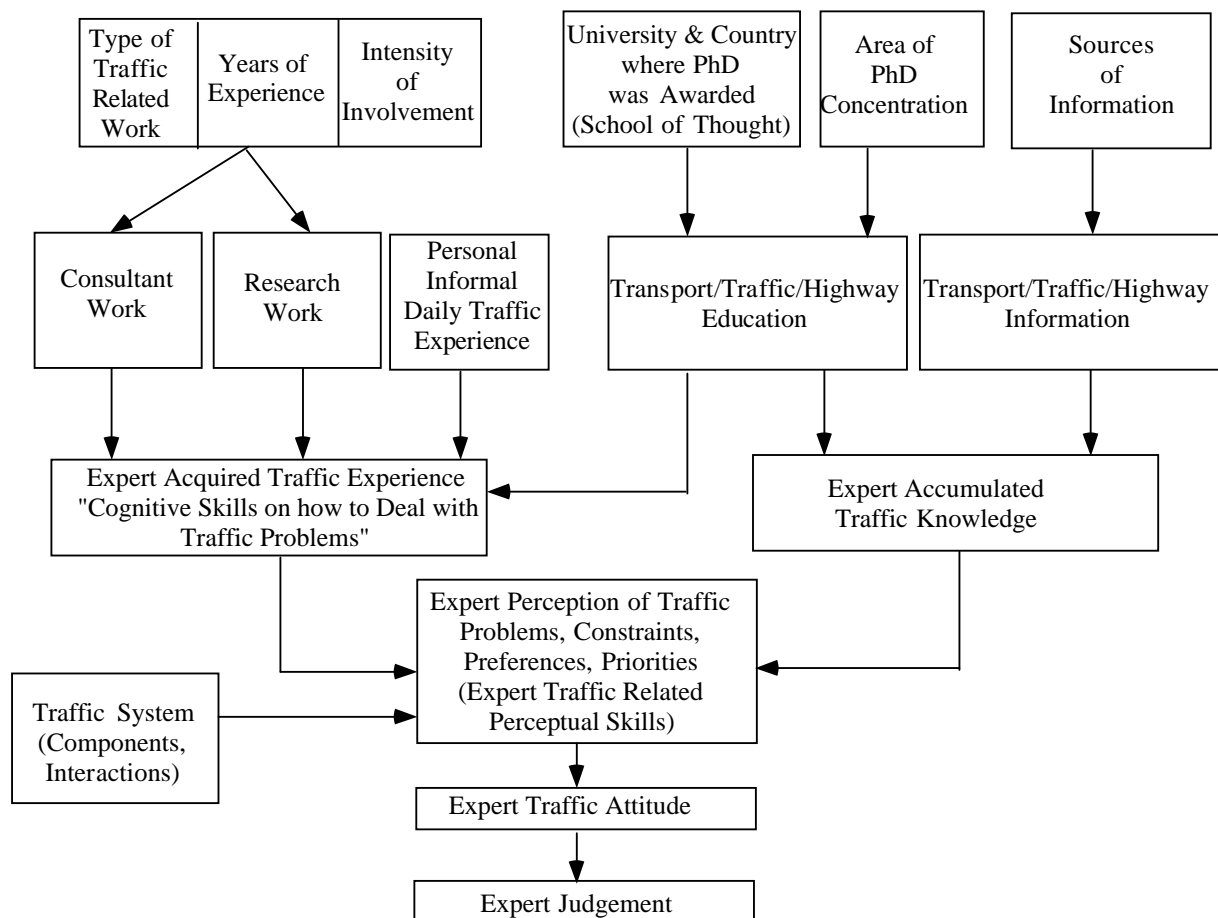 Type of
Traffic
Related
Work
Years of
Experience
Intensity
of
Involvement
University & Country
where PhD
was Awarded
(School of Thought)
Area of
PhD
Concentration
Sources
of
Information
Consultant
Work
Research
Work
Personal
Informal
Daily Traffic
Experience
Transport/Traffic/Highway
Education
Transport/Traffic/Highway
Information
Expert Acquired Traffic Experience
"Cognitive Skills on how to Deal with
Traffic Problems"
Expert Accumulated
Traffic Knowledge
Expert Perception of Traffic
Problems, Constraints,
Preferences, Priorities
(Expert Traffic Related
Perceptual Skills)
Traffic System
(Components,
Interactions)
Expert Traffic Attitude
Expert Judgement